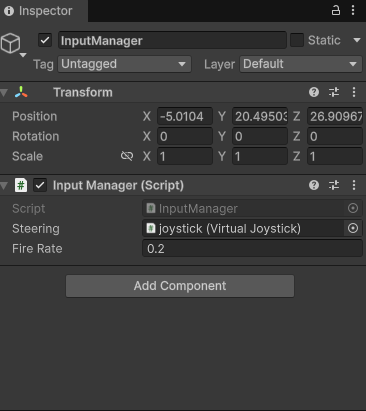 Inspector
InputManager Static
Tag Untagged Layer Default
Transform
Position X -5.0104 Y 20.49503 Z 26.90967
Rotation X 0 Y 0 Z 0
Scale X 1 Y 1 Z 1
# Input Manager (Script)
Script # InputManager
Steering # joystick (Virtual Joystick)
Fire Rate 0.2
Add Component